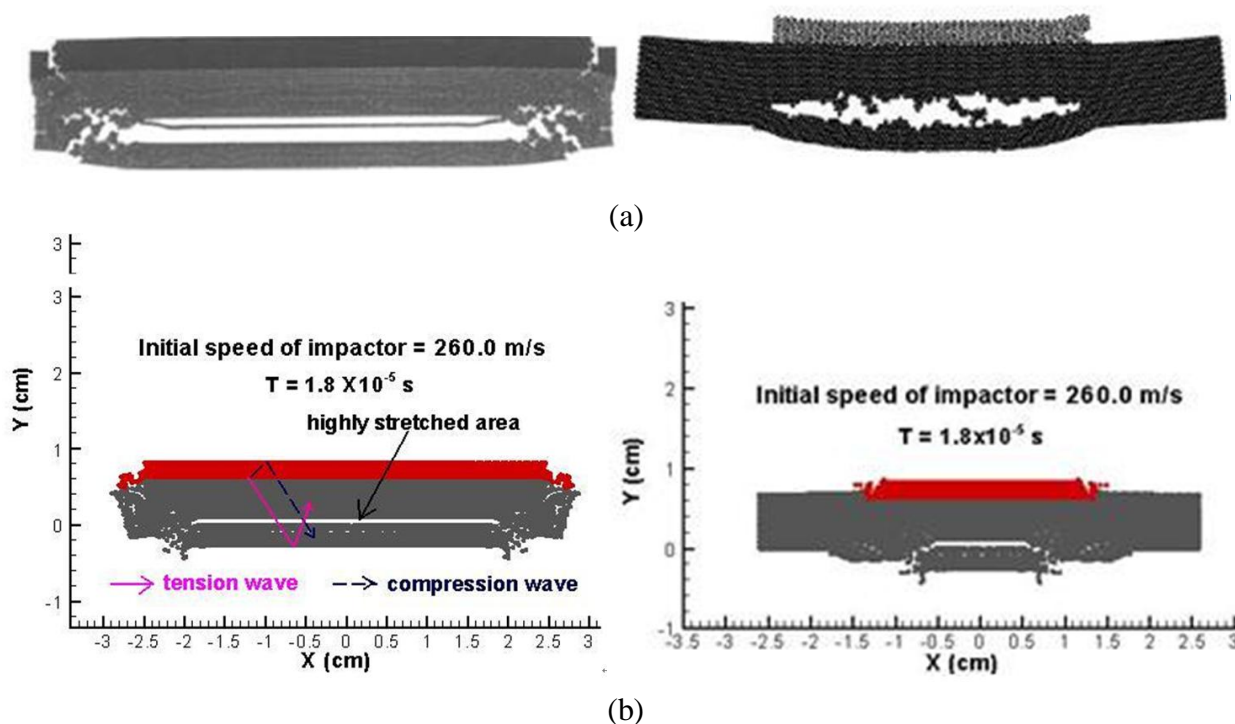 (a)
3
3
2
1
0
-1
Y (cm)
Initial speed of impactor = 260.0 m/s
T = 1.8 X10⁻⁵ s
highly stretched area
tension wave
compression wave
-3 -2.5 -2 -1.5 -1 -0.5 0 0.5 1 1.5 2 2.5 3
X (cm)
3
2
1
0
-1
Y (cm)
Initial speed of impactor = 260.0 m/s
T = 1.8x10⁻⁵ s
-3.5 -3 -2.5 -2 -1.5 -1 -0.5 0 0.5 1 1.5 2 2.5 3
X (cm)
(b)